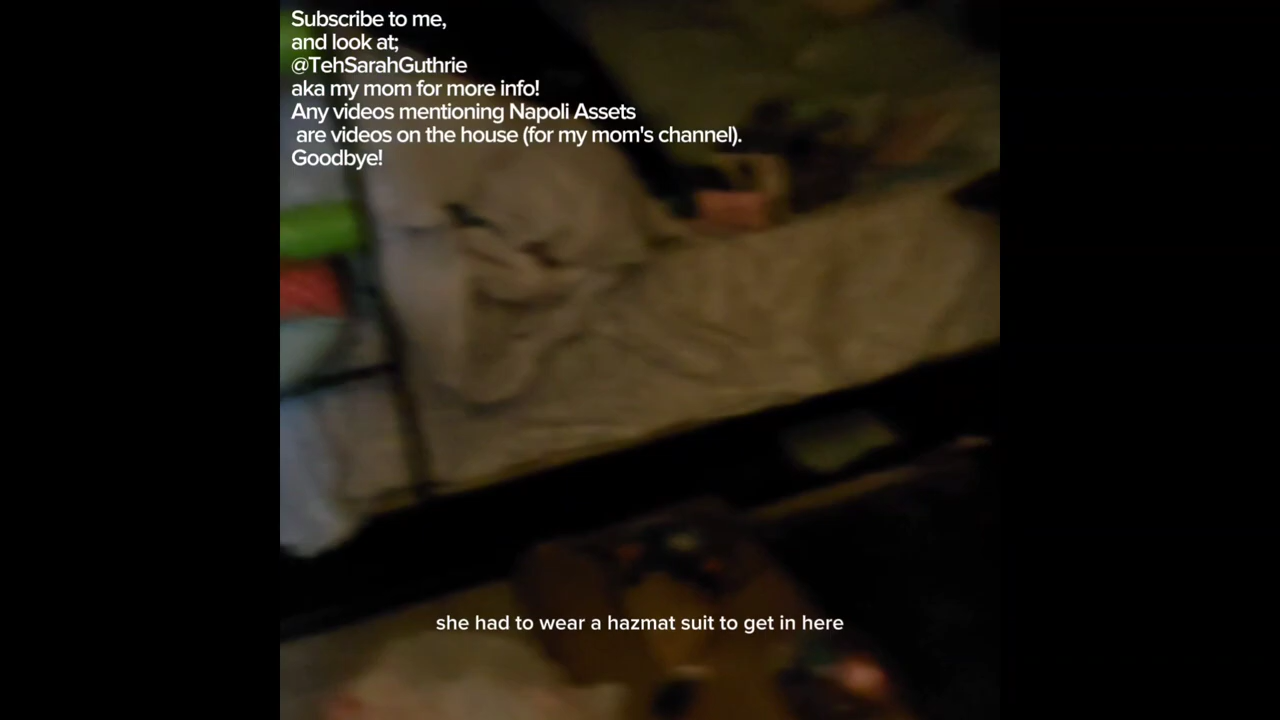 Subscribe to me,
and look at;
@TehSarahGuthrie
aka my mom for more info!
Any videos mentioning Napoli Assets
are videos on the house (for my mom's channel).
Goodbye!
she had to wear a hazmat suit to get in here